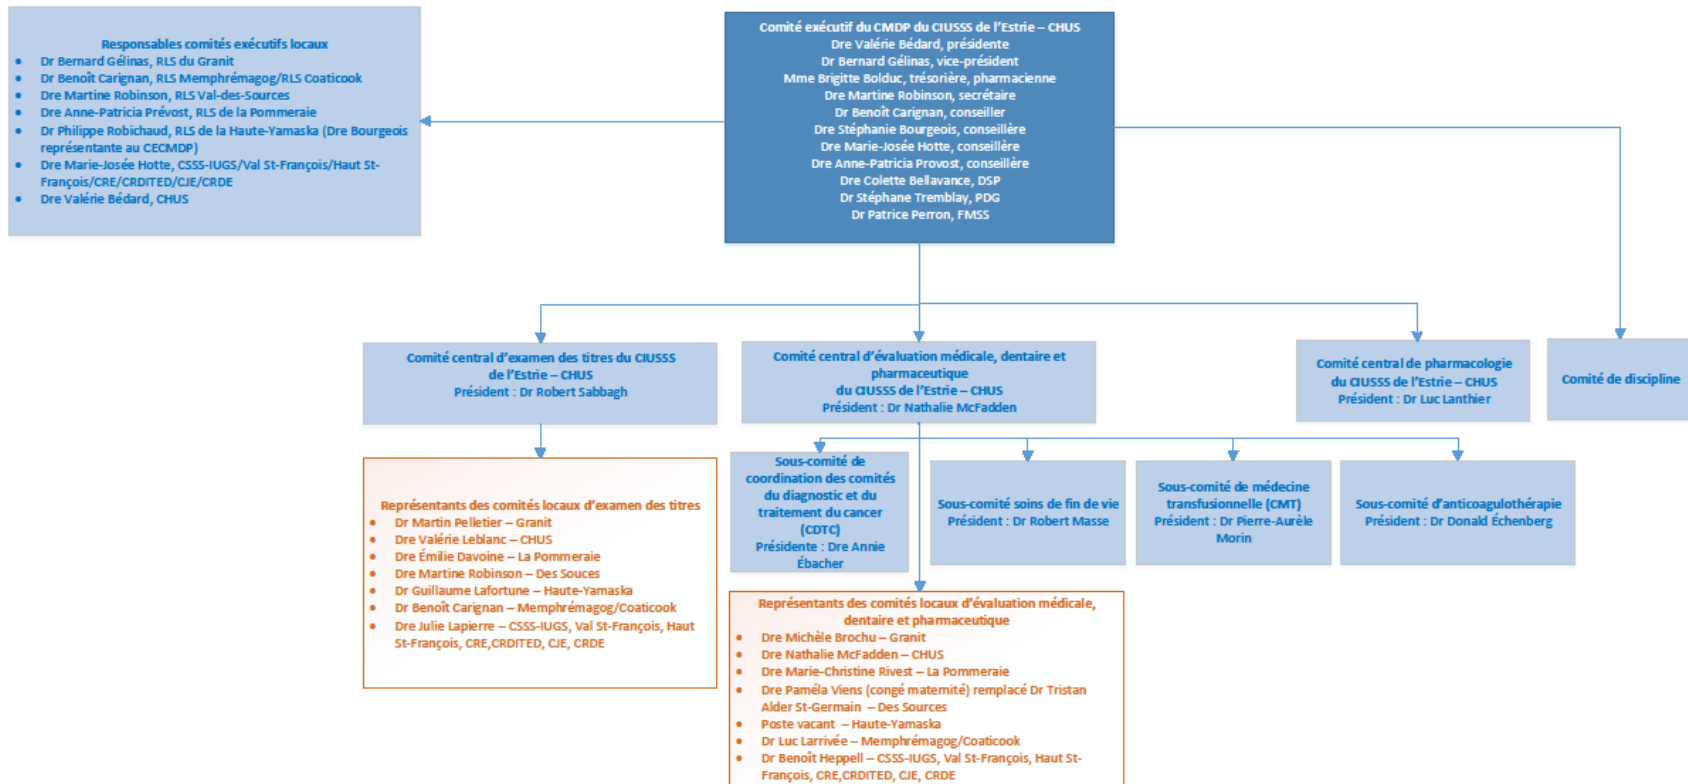 Responsables comités exécutifs locaux
• Dr Bernard Gélinas, RLS du Granit
• Dr Benoît Carignan, RLS Memphrémagog/RLS Coaticook
• Dre Martine Robinson, RLS Val-des-Sources
• Dre Anne-Patricia Prévost, RLS de la Pommeraie
• Dr Philippe Robichaud, RLS de la Haute-Yamaska (Dre Bourgeois
représentante au CECMDP)
• Dre Marie-Josée Hotte, CSSS-IUGS/Val St-François/Haut St-
François/CRE/CRDITED/CJE/CRDE
• Dre Valérie Bédard, CHUS
Comité exécutif du CMDP du CIUSSS de l'Estrie – CHUS
Dre Valérie Bédard, présidente
Dr Bernard Gélinas, vice-président
Mme Brigitte Bolduc, trésorière, pharmacienne
Dre Martine Robinson, secrétaire
Dr Benoit Carignan, conseiller
Dre Stéphanie Bourgeois, conseillère
Dre Marie-Josée Hotte, conseillère
Dre Anne-Patricia Provost, conseillère
Dre Colette Bellavance, DSP
Dr Stéphane Tremblay, PDG
Dr Patrice Perron, FMSS
Comité central d'examen des titres du CIUSSS
de l'Estrie – CHUS
Président : Dr Robert Sabbagh
Comité central d'évaluation médicale, dentaire et
pharmaceutique
du CIUSSS de l'Estrie – CHUS
Président : Dr Nathalie McFadden
Comité central de pharmacologie
du CIUSSS de l'Estrie – CHUS
Président : Dr Luc Lanthier
Comité de discipline
Représentants des comités locaux d'examen des titres
• Dr Martin Pelletier – Granit
• Dre Valérie Leblanc – CHUS
• Dre Émilie Davoine – La Pommeraie
• Dre Martine Robinson – Des Souces
• Dr Guillaume Lafortune – Haute-Yamaska
• Dr Benoît Carignan – Memphrémagog/Coaticook
• Dre Julie Lapierre – CSSS-IUGS, Val St-François, Haut
St-François, CRE,CRDITED, CJE, CRDE
Sous-comité de
coordination des comités
du diagnostic et du
traitement du cancer
(CDTC)
Présidente : Dre Annie
Ébacher
Sous-comité soins de fin de vie
Président : Dr Robert Masse
Sous-comité de médecine
transfusionnelle (CMT)
Président : Dr Pierre-Aurèle
Morin
Sous-comité d'anticoagulothérapie
Président : Dr Donald Échenberg
Représentants des comités locaux d'évaluation médicale,
dentaire et pharmaceutique
• Dre Michèle Brochu – Granit
• Dre Nathalie McFadden – CHUS
• Dre Marie-Christine Rivest – La Pommeraie
• Dre Paméla Viens (congé maternité) remplacé Dr Tristan
Alder St-Germain – Des Sources
• Poste vacant – Haute-Yamaska
• Dr Luc Larrivée – Memphrémagog/Coaticook
• Dr Benoît Heppell – CSSS-IUGS, Val St-François, Haut St-
François, CRE,CRDITED, CJE, CRDE